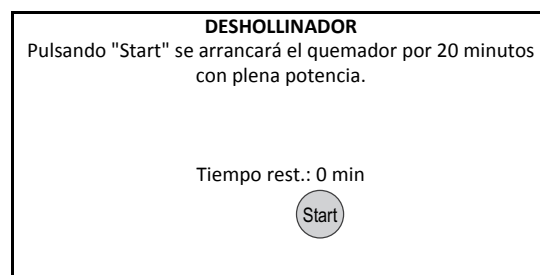 DESHOLLINADOR
Pulsando "Start" se arrancará el quemador por 20 minutos
con plena potencia.
Tiempo rest.: 0 min
Start